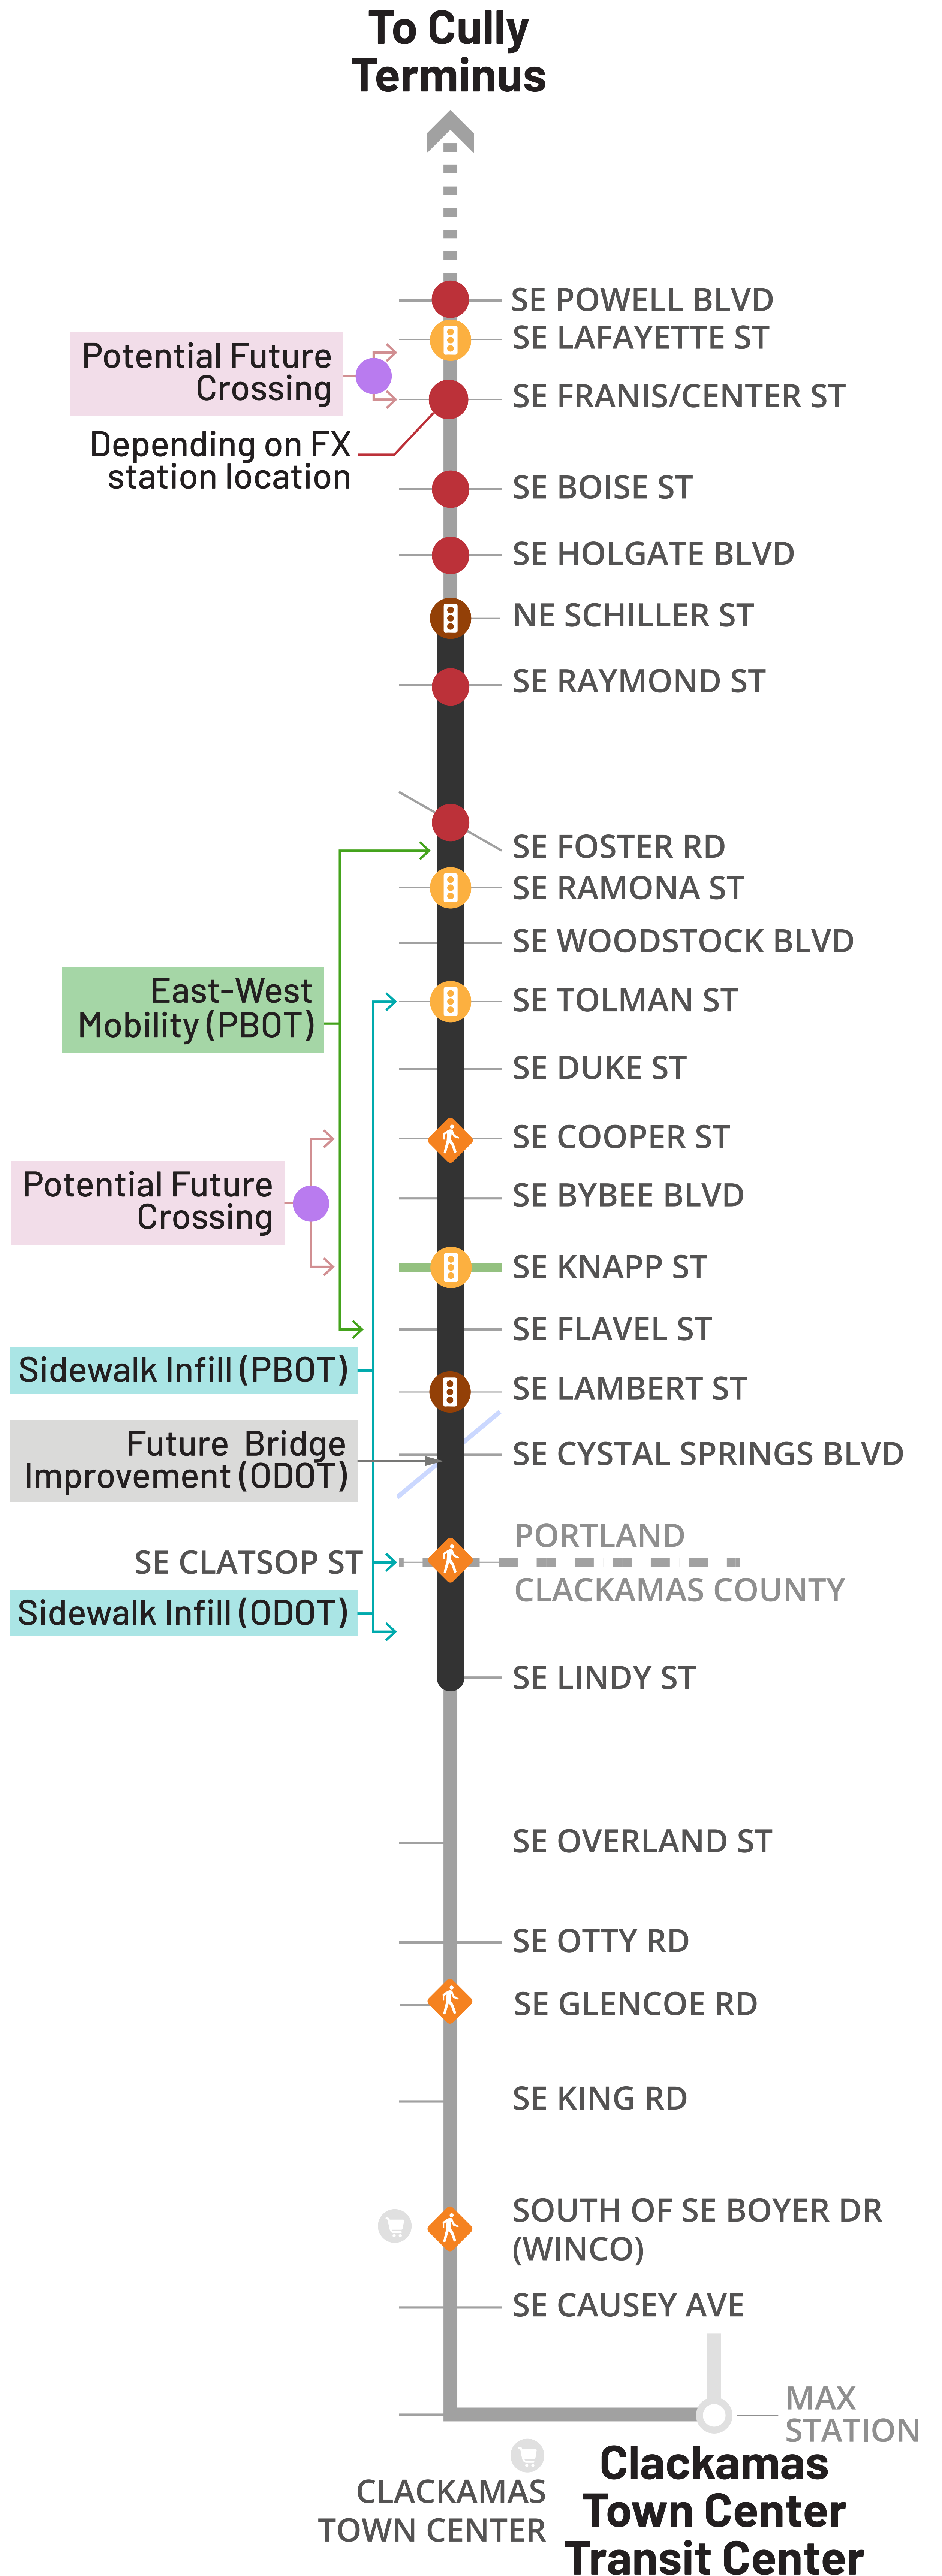 To Cully
Terminus
SE POWELL BLVD
SE LAFAYETTE ST
Potential Future
Crossing
SE FRANIS/CENTER ST
Depending on FX
station location
SE BOISE ST
SE HOLGATE BLVD
NE SCHILLER ST
SE RAYMOND ST
SE FOSTER RD
SE RAMONA ST
SE WOODSTOCK BLVD
East-West
Mobility (PBOT)
SE TOLMAN ST
SE DUKE ST
SE COOPER ST
Potential Future
Crossing
SE BYBEE BLVD
SE KNAPP ST
SE FLAVEL ST
Sidewalk Infill (PBOT)
SE LAMBERT ST
Future Bridge
Improvement (ODOT)
SE CYSTAL SPRINGS BLVD
PORTLAND
SE CLATSOP ST
CLACKAMAS COUNTY
Sidewalk Infill (ODOT)
SE LINDY ST
SE OVERLAND ST
SE OTTY RD
SE GLENCOE RD
SE KING RD
SOUTH OF SE BOYER DR
(WINCO)
SE CAUSEY AVE
MAX
STATION
CLACKAMAS
TOWN CENTER
Clackamas
Town Center
Transit Center